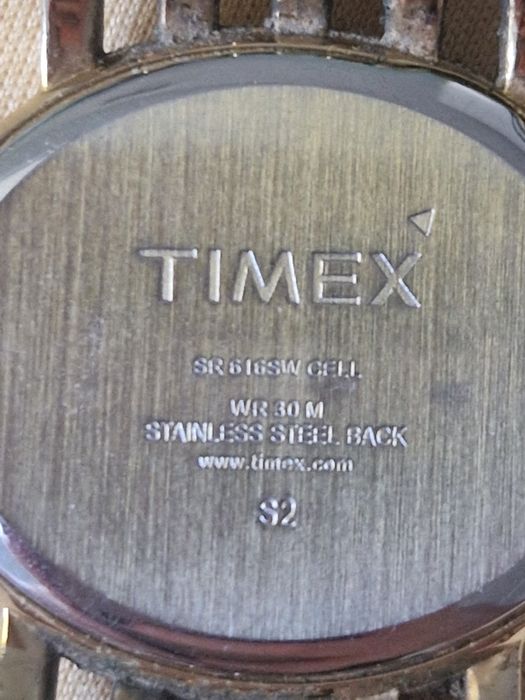 TIMEX
SR 616SW CELL
WR 30 M
STAINLESS STEEL BACK
www.timex.com
S2